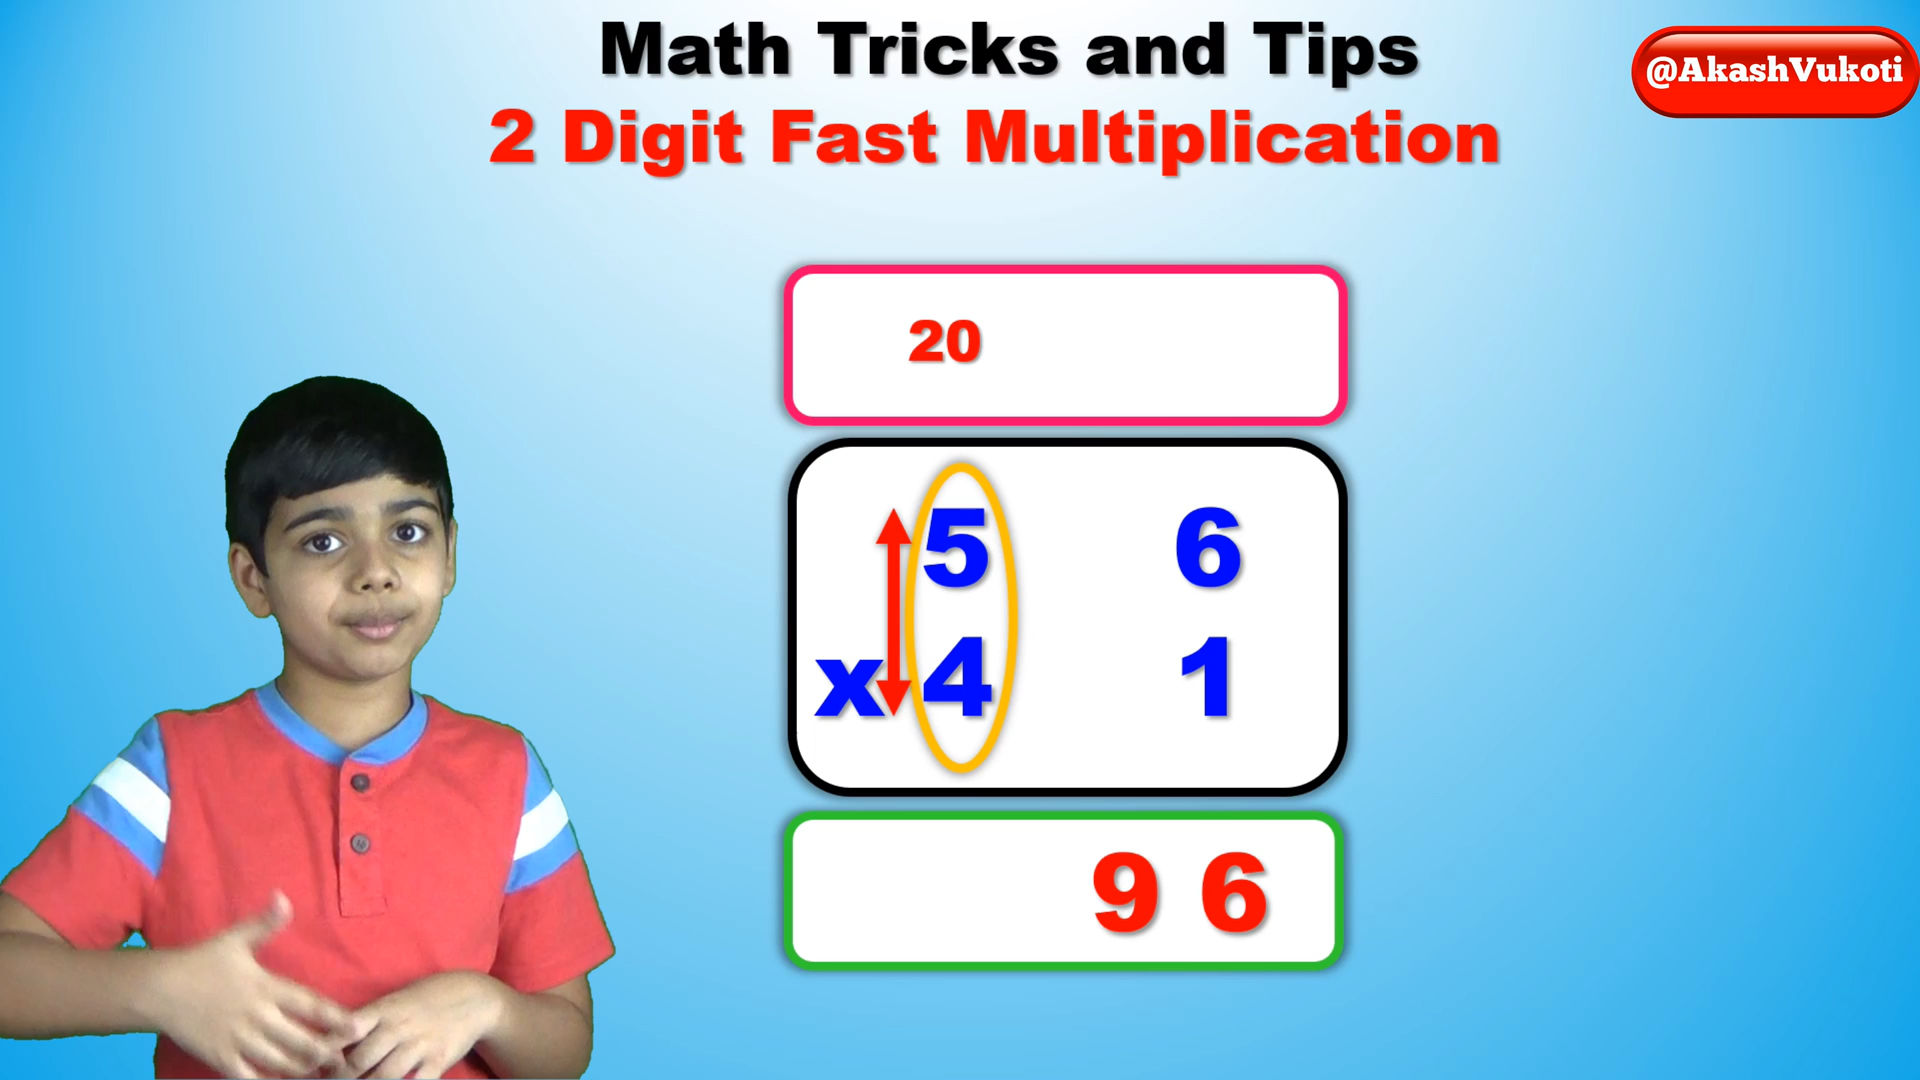 Math Tricks and Tips
@AkashVukoti
2 Digit Fast Multiplication
20
5 6
x 4 1
9 6